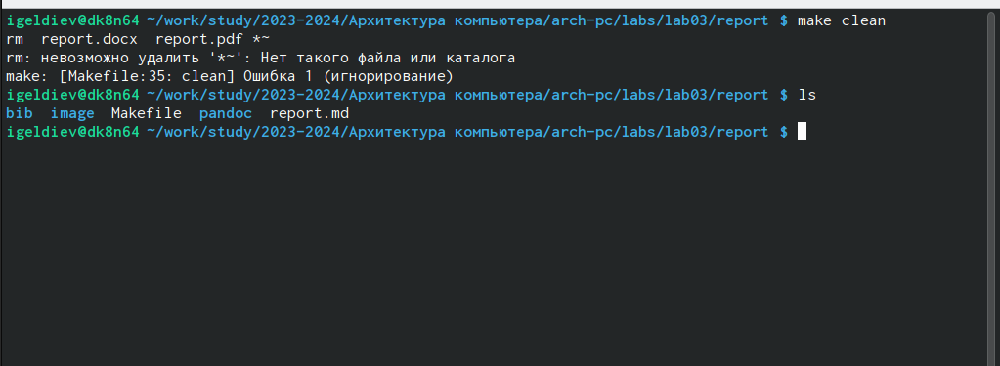 igeldiev@dk8n64 ~/work/study/2023-2024/Архитектура компьютера/arch-pc/labs/lab03/report $ make clean
rm  report.docx  report.pdf *~
rm: невозможно удалить '*~': Нет такого файла или каталога
make: [Makefile:35: clean] Ошибка 1 (игнорирование)
igeldiev@dk8n64 ~/work/study/2023-2024/Архитектура компьютера/arch-pc/labs/lab03/report $ ls
bib  image  Makefile  pandoc  report.md
igeldiev@dk8n64 ~/work/study/2023-2024/Архитектура компьютера/arch-pc/labs/lab03/report $